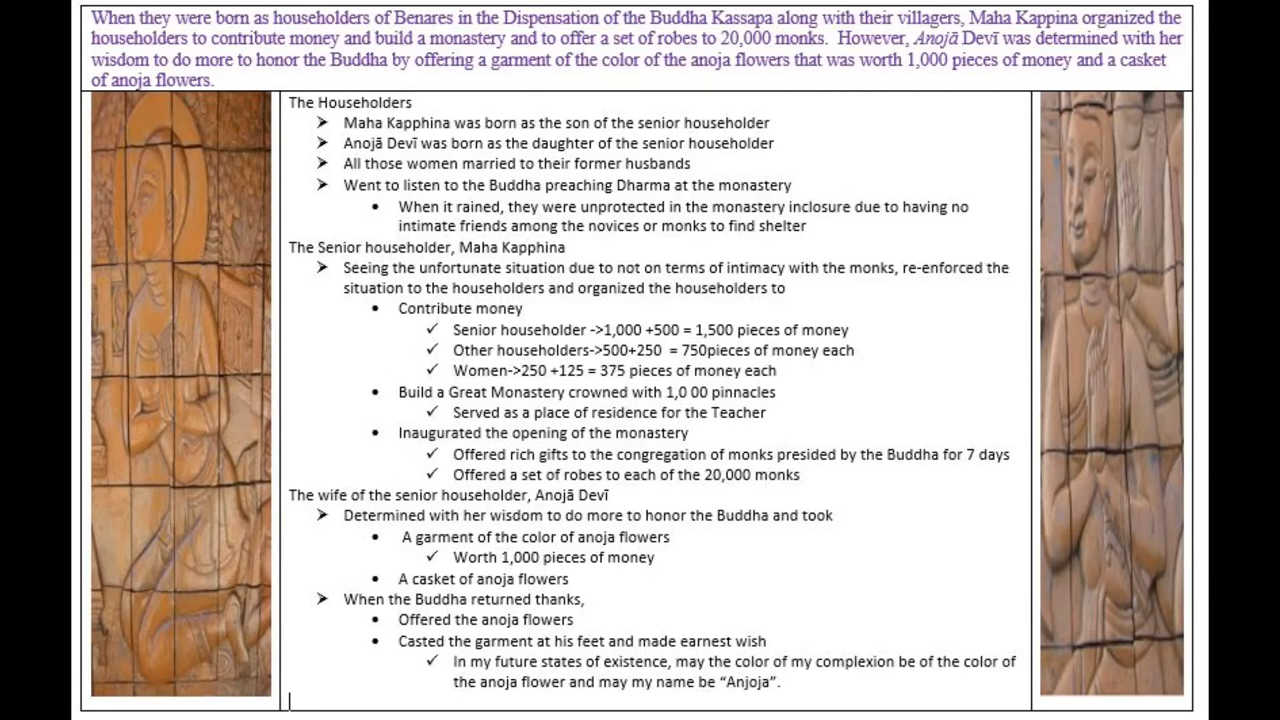 When they were born as householders of Benares in the Dispensation of the Buddha Kassapa along with their villagers, Maha Kappina organized the
householders to contribute money and build a monastery and to offer a set of robes to 20,000 monks.  However, Anojā Devī was determined with her
wisdom to do more to honor the Buddha by offering a garment of the color of the anoja flowers that was worth 1,000 pieces of money and a casket
of anoja flowers.
The Householders
➢ Maha Kapphina was born as the son of the senior householder
➢ Anojā Devī was born as the daughter of the senior householder
➢ All those women married to their former husbands
➢ Went to listen to the Buddha preaching Dharma at the monastery
• When it rained, they were unprotected in the monastery inclosure due to having no
intimate friends among the novices or monks to find shelter
The Senior householder, Maha Kapphina
➢ Seeing the unfortunate situation due to not on terms of intimacy with the monks, re-enforced the
situation to the householders and organized the householders to
• Contribute money
✓ Senior householder ->1,000 +500 = 1,500 pieces of money
✓ Other householders->500+250  = 750pieces of money each
✓ Women->250 +125 = 375 pieces of money each
• Build a Great Monastery crowned with 1,0 00 pinnacles
✓ Served as a place of residence for the Teacher
• Inaugurated the opening of the monastery
✓ Offered rich gifts to the congregation of monks presided by the Buddha for 7 days
✓ Offered a set of robes to each of the 20,000 monks
The wife of the senior householder, Anojā Devī
➢ Determined with her wisdom to do more to honor the Buddha and took
• A garment of the color of anoja flowers
✓ Worth 1,000 pieces of money
• A casket of anoja flowers
➢ When the Buddha returned thanks,
• Offered the anoja flowers
• Casted the garment at his feet and made earnest wish
✓ In my future states of existence, may the color of my complexion be of the color of
the anoja flower and may my name be “Anjoja”.